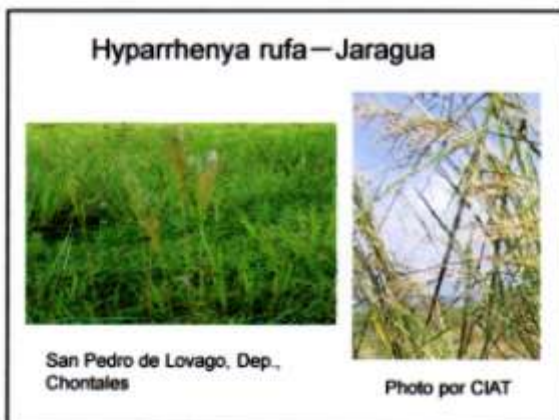 Hyparrhenya rufa—Jaragua
San Pedro de Lovago, Dep.,
Chontales
Photo por CIAT